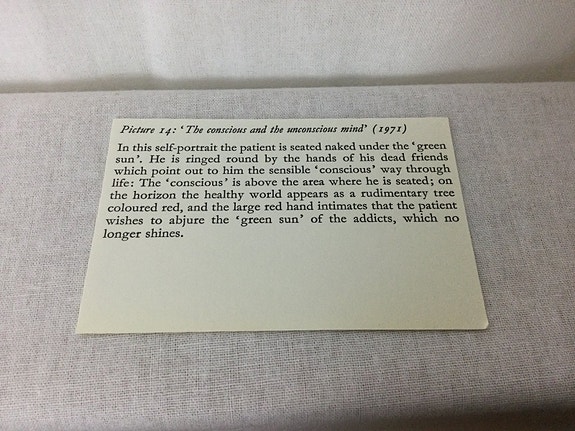 Picture 14: ‘The conscious and the unconscious mind’ (1971)
In this self-portrait the patient is seated naked under the ‘green
sun’. He is ringed round by the hands of his dead friends
which point out to him the sensible ‘conscious’ way through
life: The ‘conscious’ is above the area where he is seated; on
the horizon the healthy world appears as a rudimentary tree
coloured red, and the large red hand intimates that the patient
wishes to abjure the ‘green sun’ of the addicts, which no
longer shines.